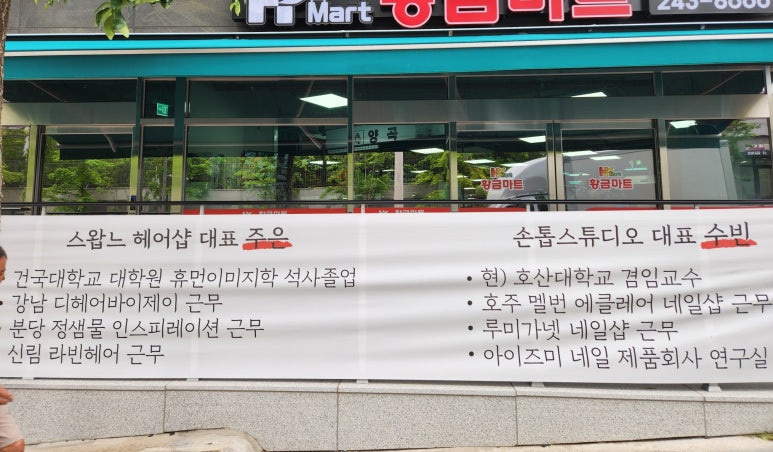 Mart 황금마트 243-6666
양곡
황금마트
황금마트
황금마트
스왑느 헤어샵 대표 주은
건국대학교 대학원 휴먼이미지학 석사졸업
• 강남 디헤어바이제이 근무
• 분당 정샘물 인스피레이션 근무
신림 라빈헤어 근무
손톱스튜디오 대표 수빈
• 현) 호산대학교 겸임교수
• 호주 멜번 에클레어 네일샵 근무
• 루미가넷 네일샵 근무
• 아이즈미 네일 제품회사 연구실